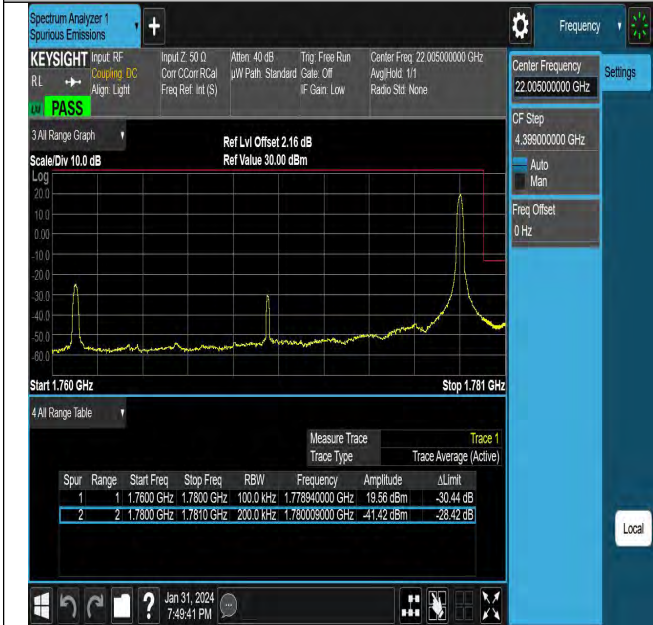 Spectrum Analyzer 1
Spurious Emissions
+
Frequency
KEYSIGHT
Input: RF
Coupling: DC
Align: Light
Input Z: 50 Ω
Corr CCorr RCal
Freq Ref: Int (S)
Atten: 40 dB
µW Path: Standard
Trig: Free Run
Gate: Off
IF Gain: Low
Center Freq: 22.005000000 GHz
Avg|Hold: 1/1
Radio Std: None
RL
LXI PASS
Center Frequency
22.005000000 GHz
Settings
CF Step
4.399000000 GHz
Auto
Man
Freq Offset
0 Hz
3 All Range Graph
Ref Lvl Offset 2.16 dB
Scale/Div 10.0 dB Ref Value 30.00 dBm
Log
20.0
10.0
0.00
-10.0
-20.0
-30.0
-40.0
-50.0
-60.0
Start 1.760 GHz Stop 1.781 GHz
4 All Range Table
Measure Trace Trace 1
Trace Type Trace Average (Active)
Spur Range Start Freq Stop Freq RBW Frequency Amplitude ΔLimit
1 1 1.7600 GHz 1.7800 GHz 100.0 kHz 1.778940000 GHz 19.56 dBm -30.44 dB
2 2 1.7800 GHz 1.7810 GHz 200.0 kHz 1.780009000 GHz -41.42 dBm -28.42 dB
Local
?
Jan 31, 2024
7:49:41 PM